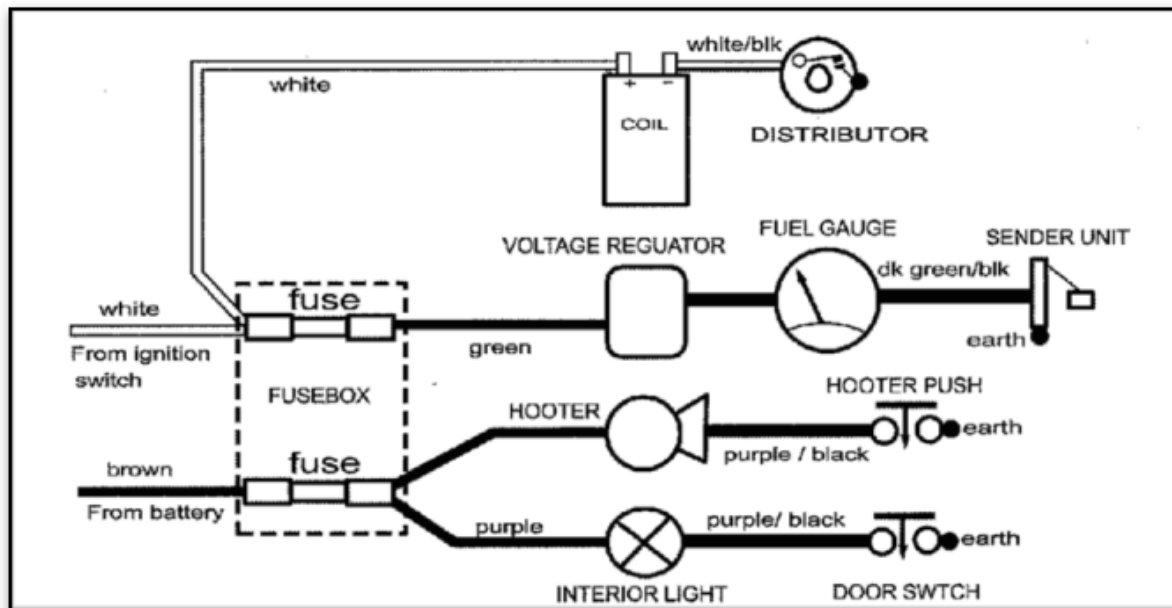 white/blk
white
+ -
COIL
DISTRIBUTOR
VOLTAGE REGUATOR
FUEL GAUGE
SENDER UNIT
dk green/blk
white
fuse
From ignition
switch
green
earth
FUSEBOX
HOOTER
HOOTER PUSH
earth
purple / black
brown
fuse
From battery
purple
purple/ black
earth
INTERIOR LIGHT
DOOR SWTCH